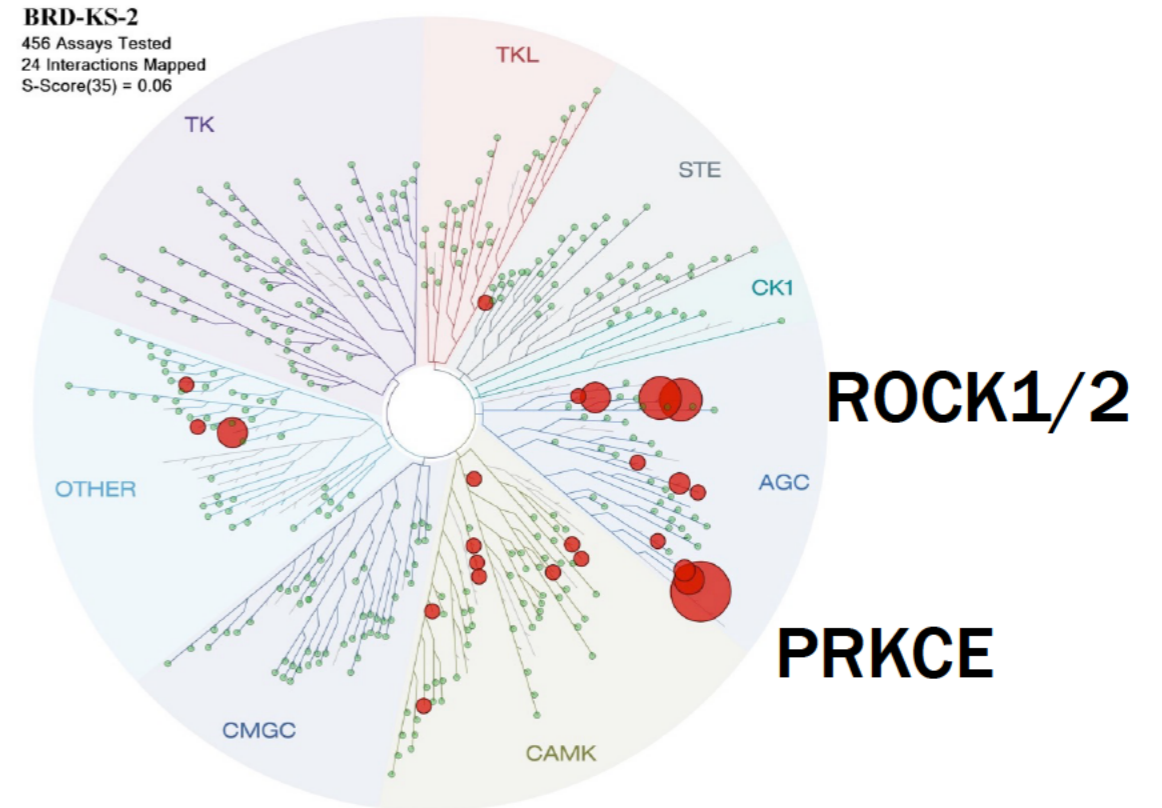 BRD-KS-2
456 Assays Tested
24 Interactions Mapped
S-Score(35) = 0.06
TKL
TK
STE
CK1
ROCK1/2
AGC
OTHER
PRKCE
CMGC
CAMK